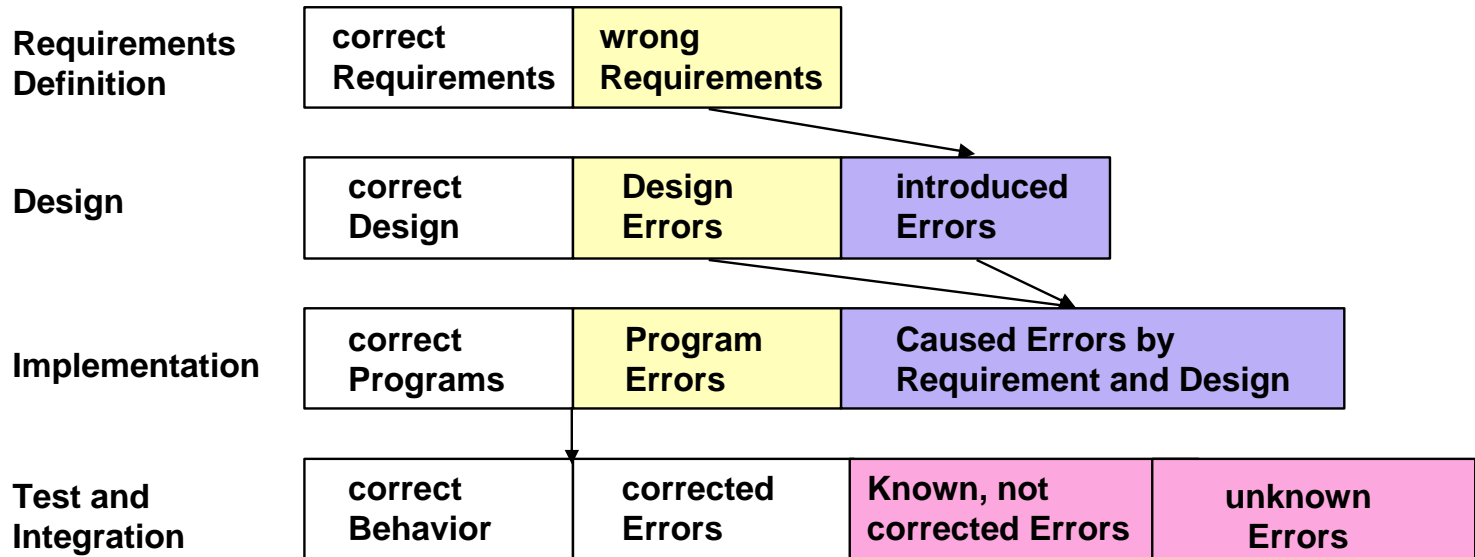 Requirements
Definition
correct
Requirements
wrong
Requirements
Design
correct
Design
Design
Errors
introduced
Errors
Implementation
correct
Programs
Program
Errors
Caused Errors by
Requirement and Design
Test and
Integration
correct
Behavior
corrected
Errors
Known, not
corrected Errors
unknown
Errors